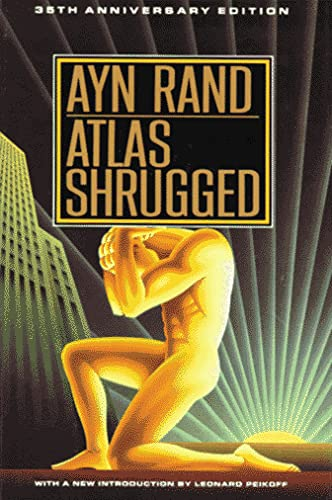 35TH ANNIVERSARY EDITION
AYN RAND
ATLAS
SHRUGGED
WITH A NEW INTRODUCTION BY LEONARD PEIKOFF